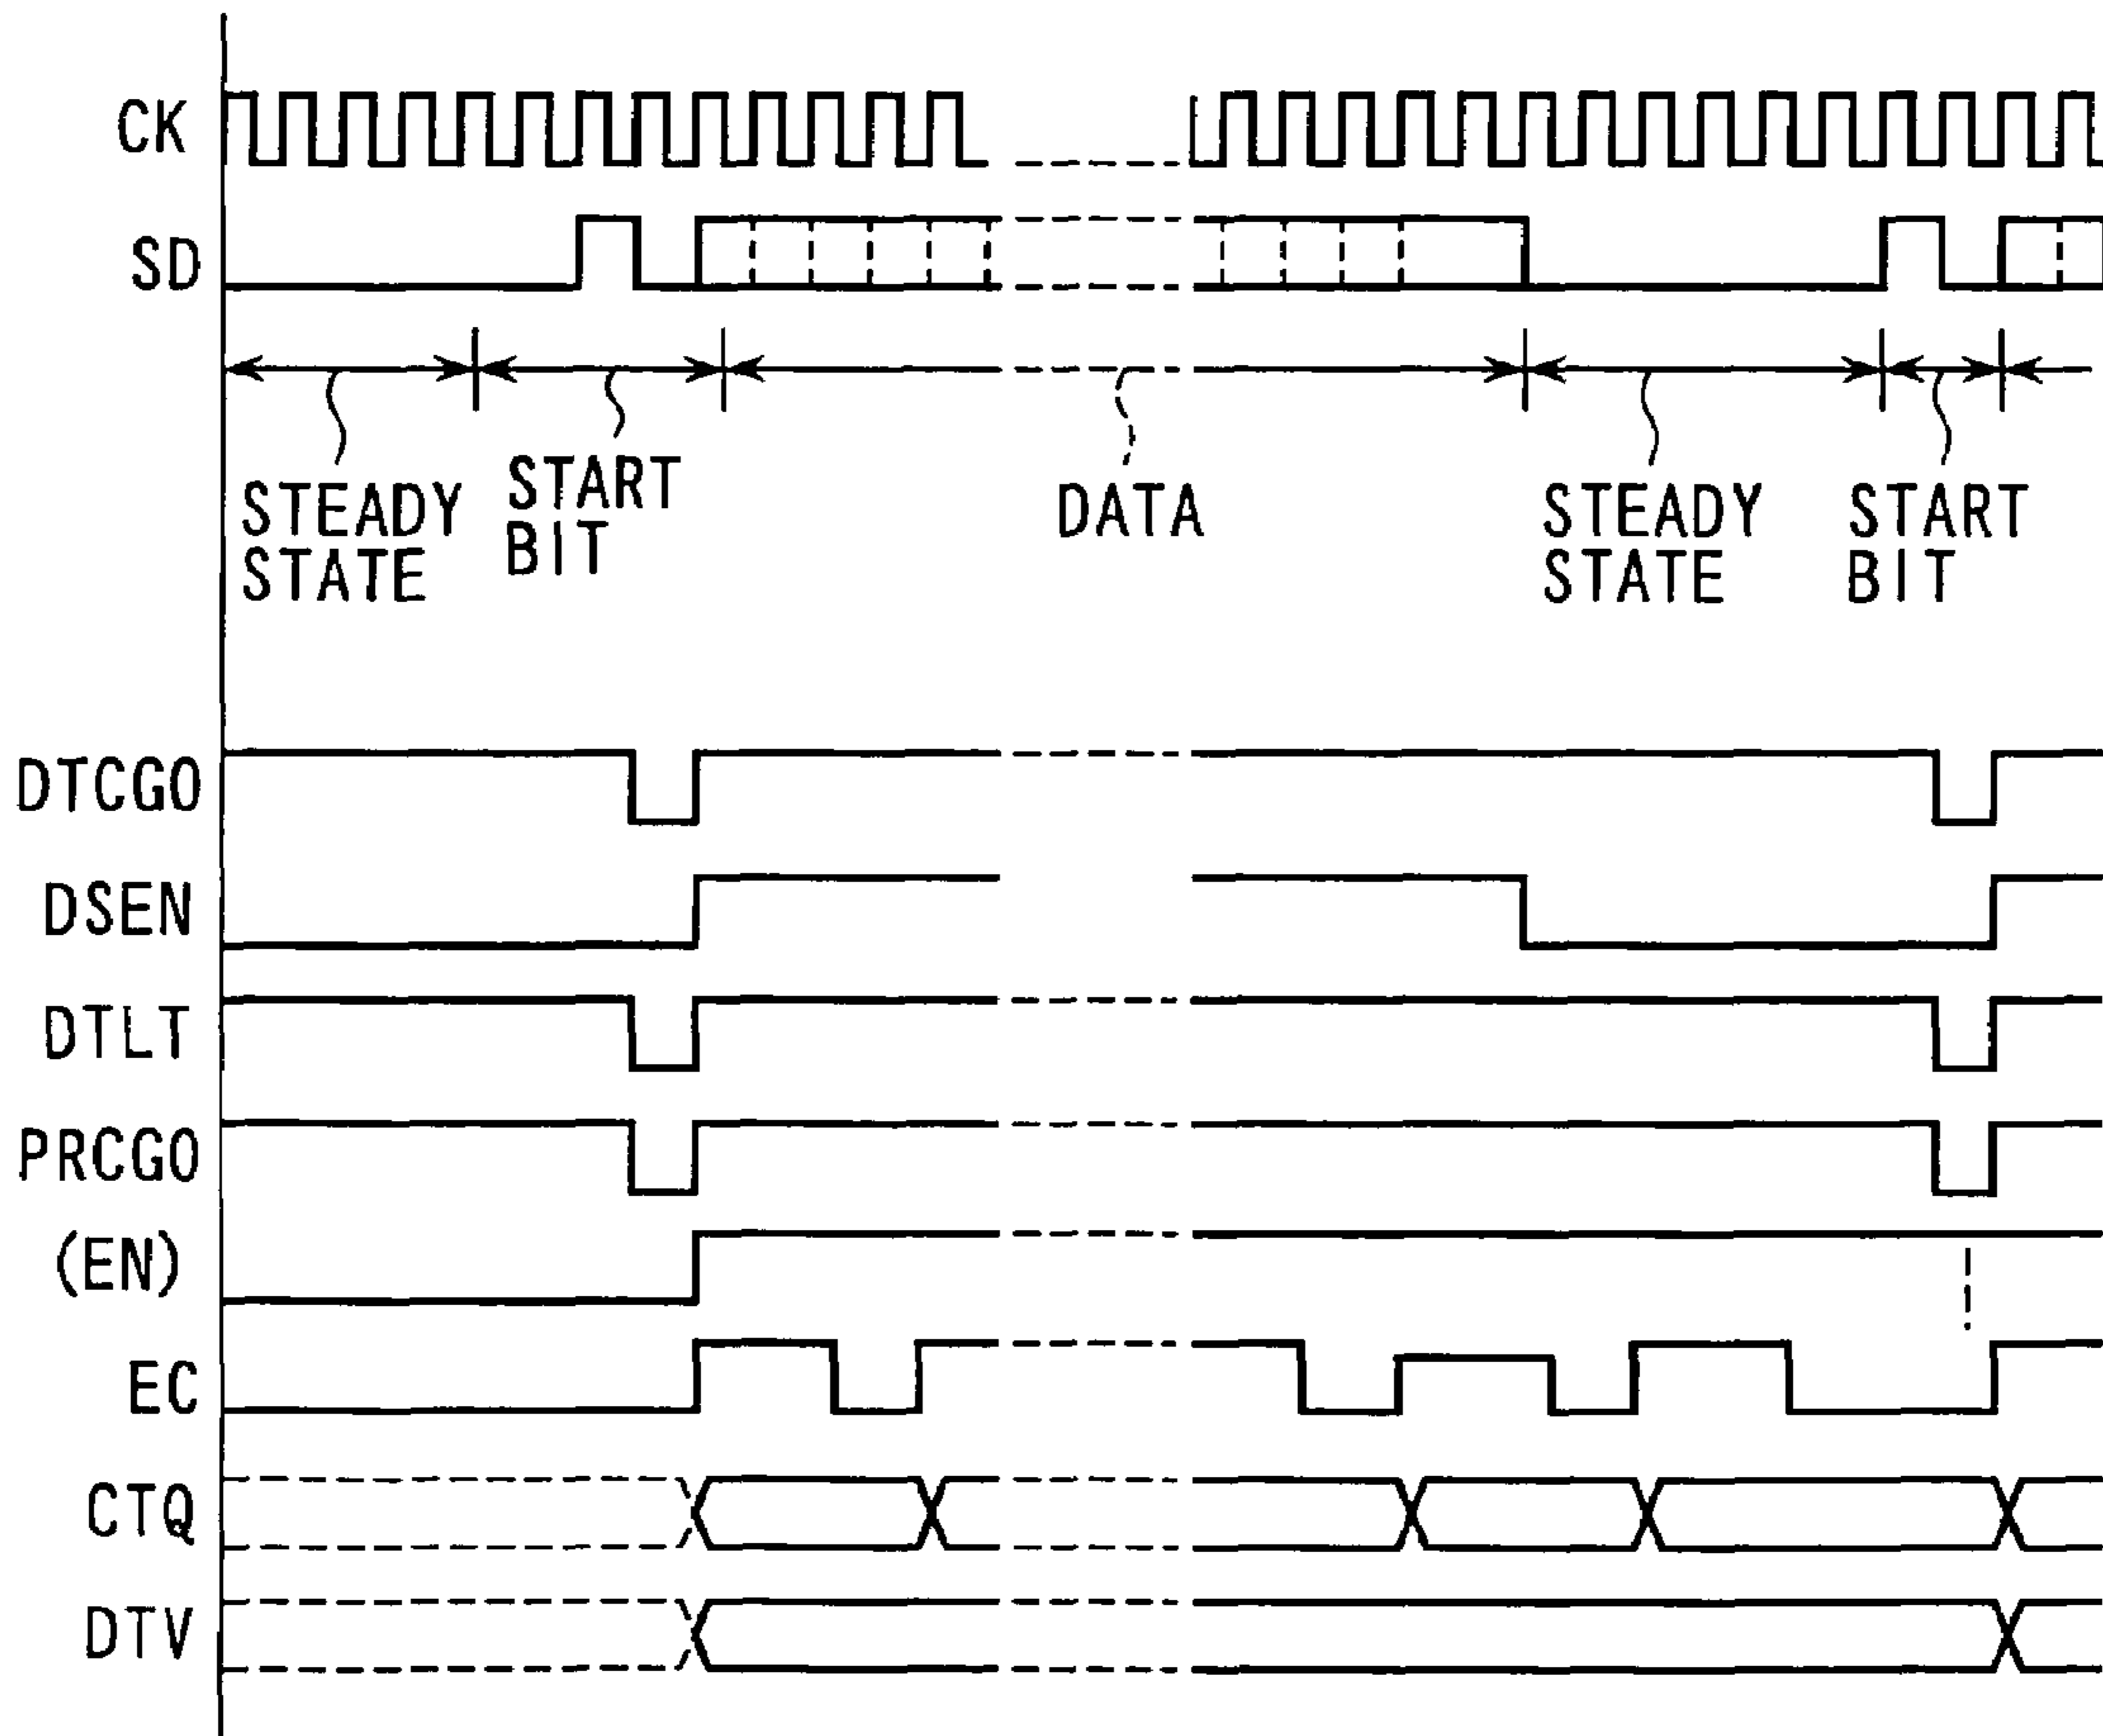 CK
SD
STEADY
STATE
START
BIT
DATA
STEADY
STATE
START
BIT
DTCGO
DSEN
DTLT
PRCGO
(EN)
EC
CTQ
DTV